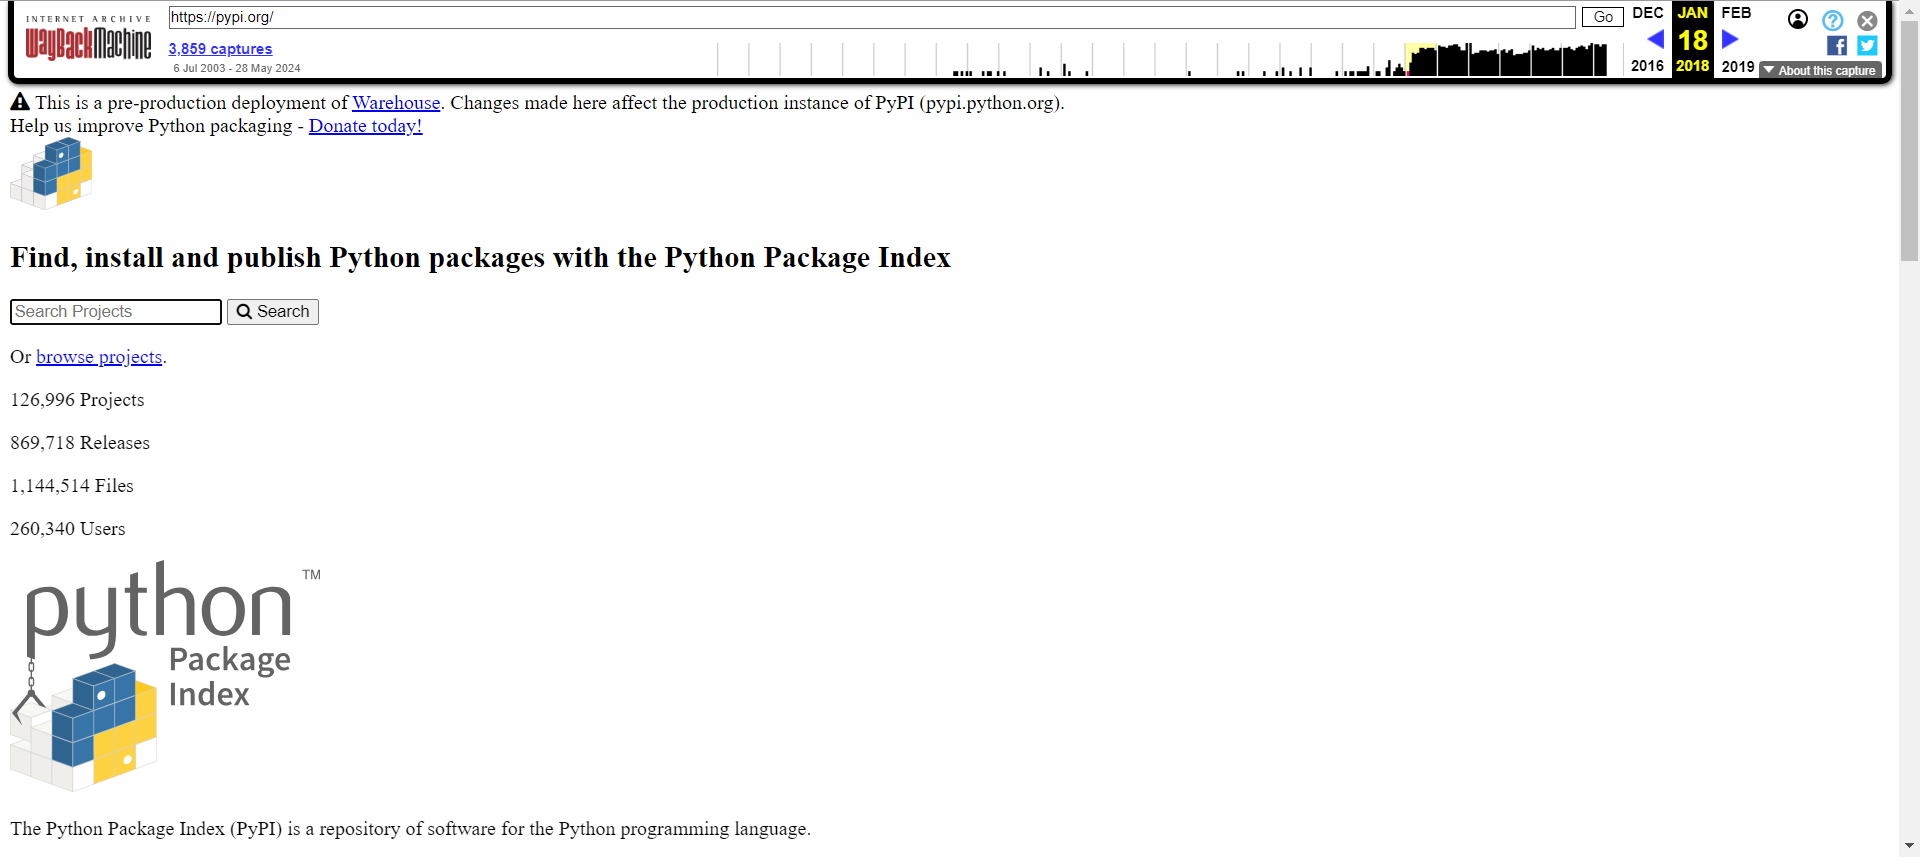 INTERNET ARCHIVE
WayBackMachine
https://pypi.org/
Go
DEC
JAN
FEB
3,859 captures
18
6 Jul 2003 - 28 May 2024
2016
2018
2019
About this capture
This is a pre-production deployment of Warehouse. Changes made here affect the production instance of PyPI (pypi.python.org).
Help us improve Python packaging - Donate today!
Find, install and publish Python packages with the Python Package Index
Search Projects
Search
Or browse projects.
126,996 Projects
869,718 Releases
1,144,514 Files
260,340 Users
python TM
Package
Index
The Python Package Index (PyPI) is a repository of software for the Python programming language.